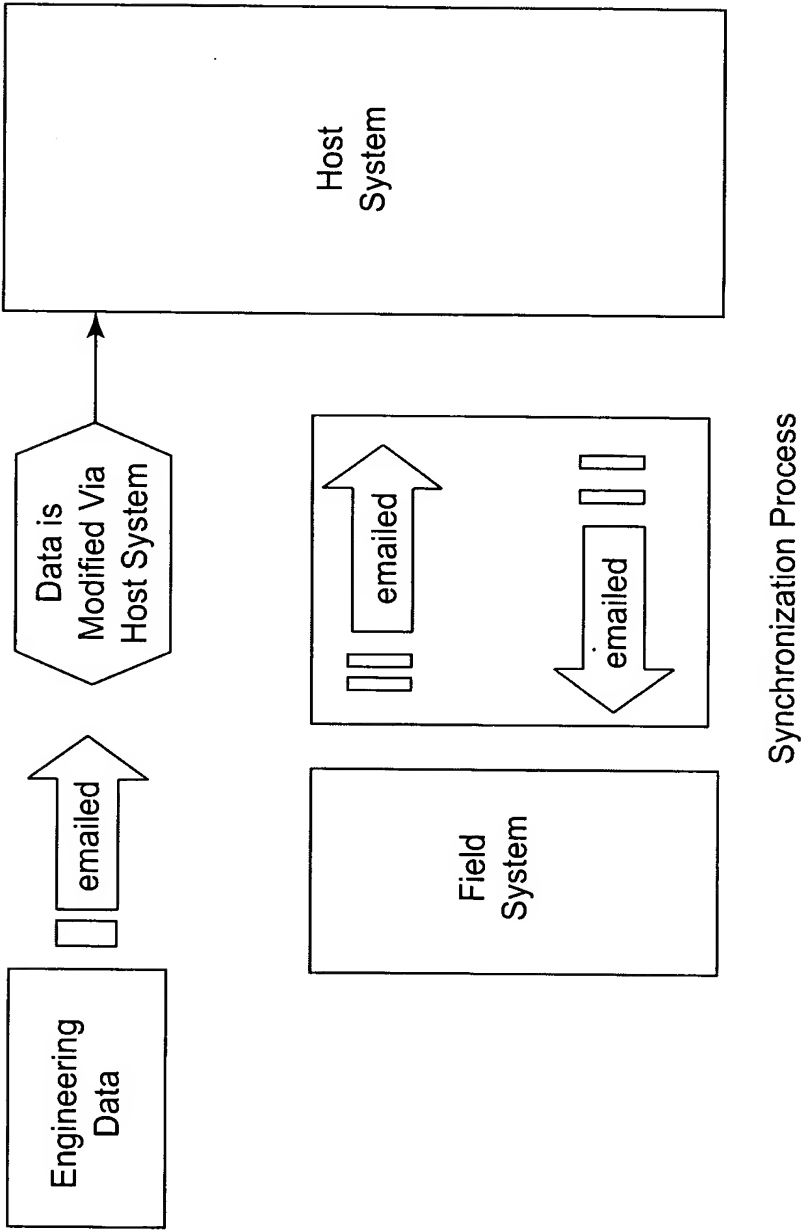 Engineering
Data
emailed
Data is
Modified Via
Host System
Host
System
Field
System
emailed
emailed
Synchronization Process